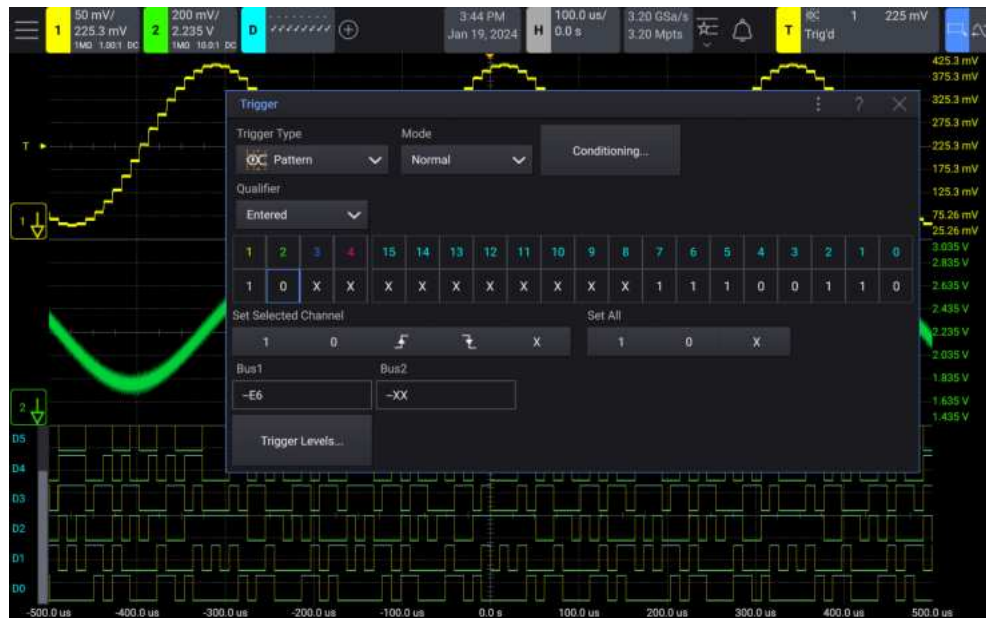 50 mV/ 200 mV/ 3:44 PM 100.0 us/ 3.20 GSa/s 1 225 mV
1 225.3 mV 2 2.235 V D Jan 19, 2024 H 0.0 s 3.20 Mpts T Trig'd
1MΩ 1.00:1 DC 1MΩ 10.0:1 DC
425.3 mV
375.3 mV
Trigger ? 325.3 mV
275.3 mV
Trigger Type Mode
T Pattern Normal Conditioning... 225.3 mV
175.3 mV
Qualifier
125.3 mV
Entered 75.26 mV
1 25.26 mV
1 2 3 4 15 14 13 12 11 10 9 8 7 6 5 4 3 2 1 0 3.035 V
2.835 V
1 0 X X X X X X X X X X 1 1 1 0 0 1 1 0 2.635 V
Set Selected Channel Set All 2.435 V
1 0 X 1 0 X 2.235 V
2.035 V
Bus1 Bus2 1.835 V
~E6 ~XX 1.635 V
2 1.435 V
D5 Trigger Levels...
D4
D3
D2
D1
D0
-500.0 us -400.0 us -300.0 us -200.0 us -100.0 us 0.0 s 100.0 us 200.0 us 300.0 us 400.0 us 500.0 us